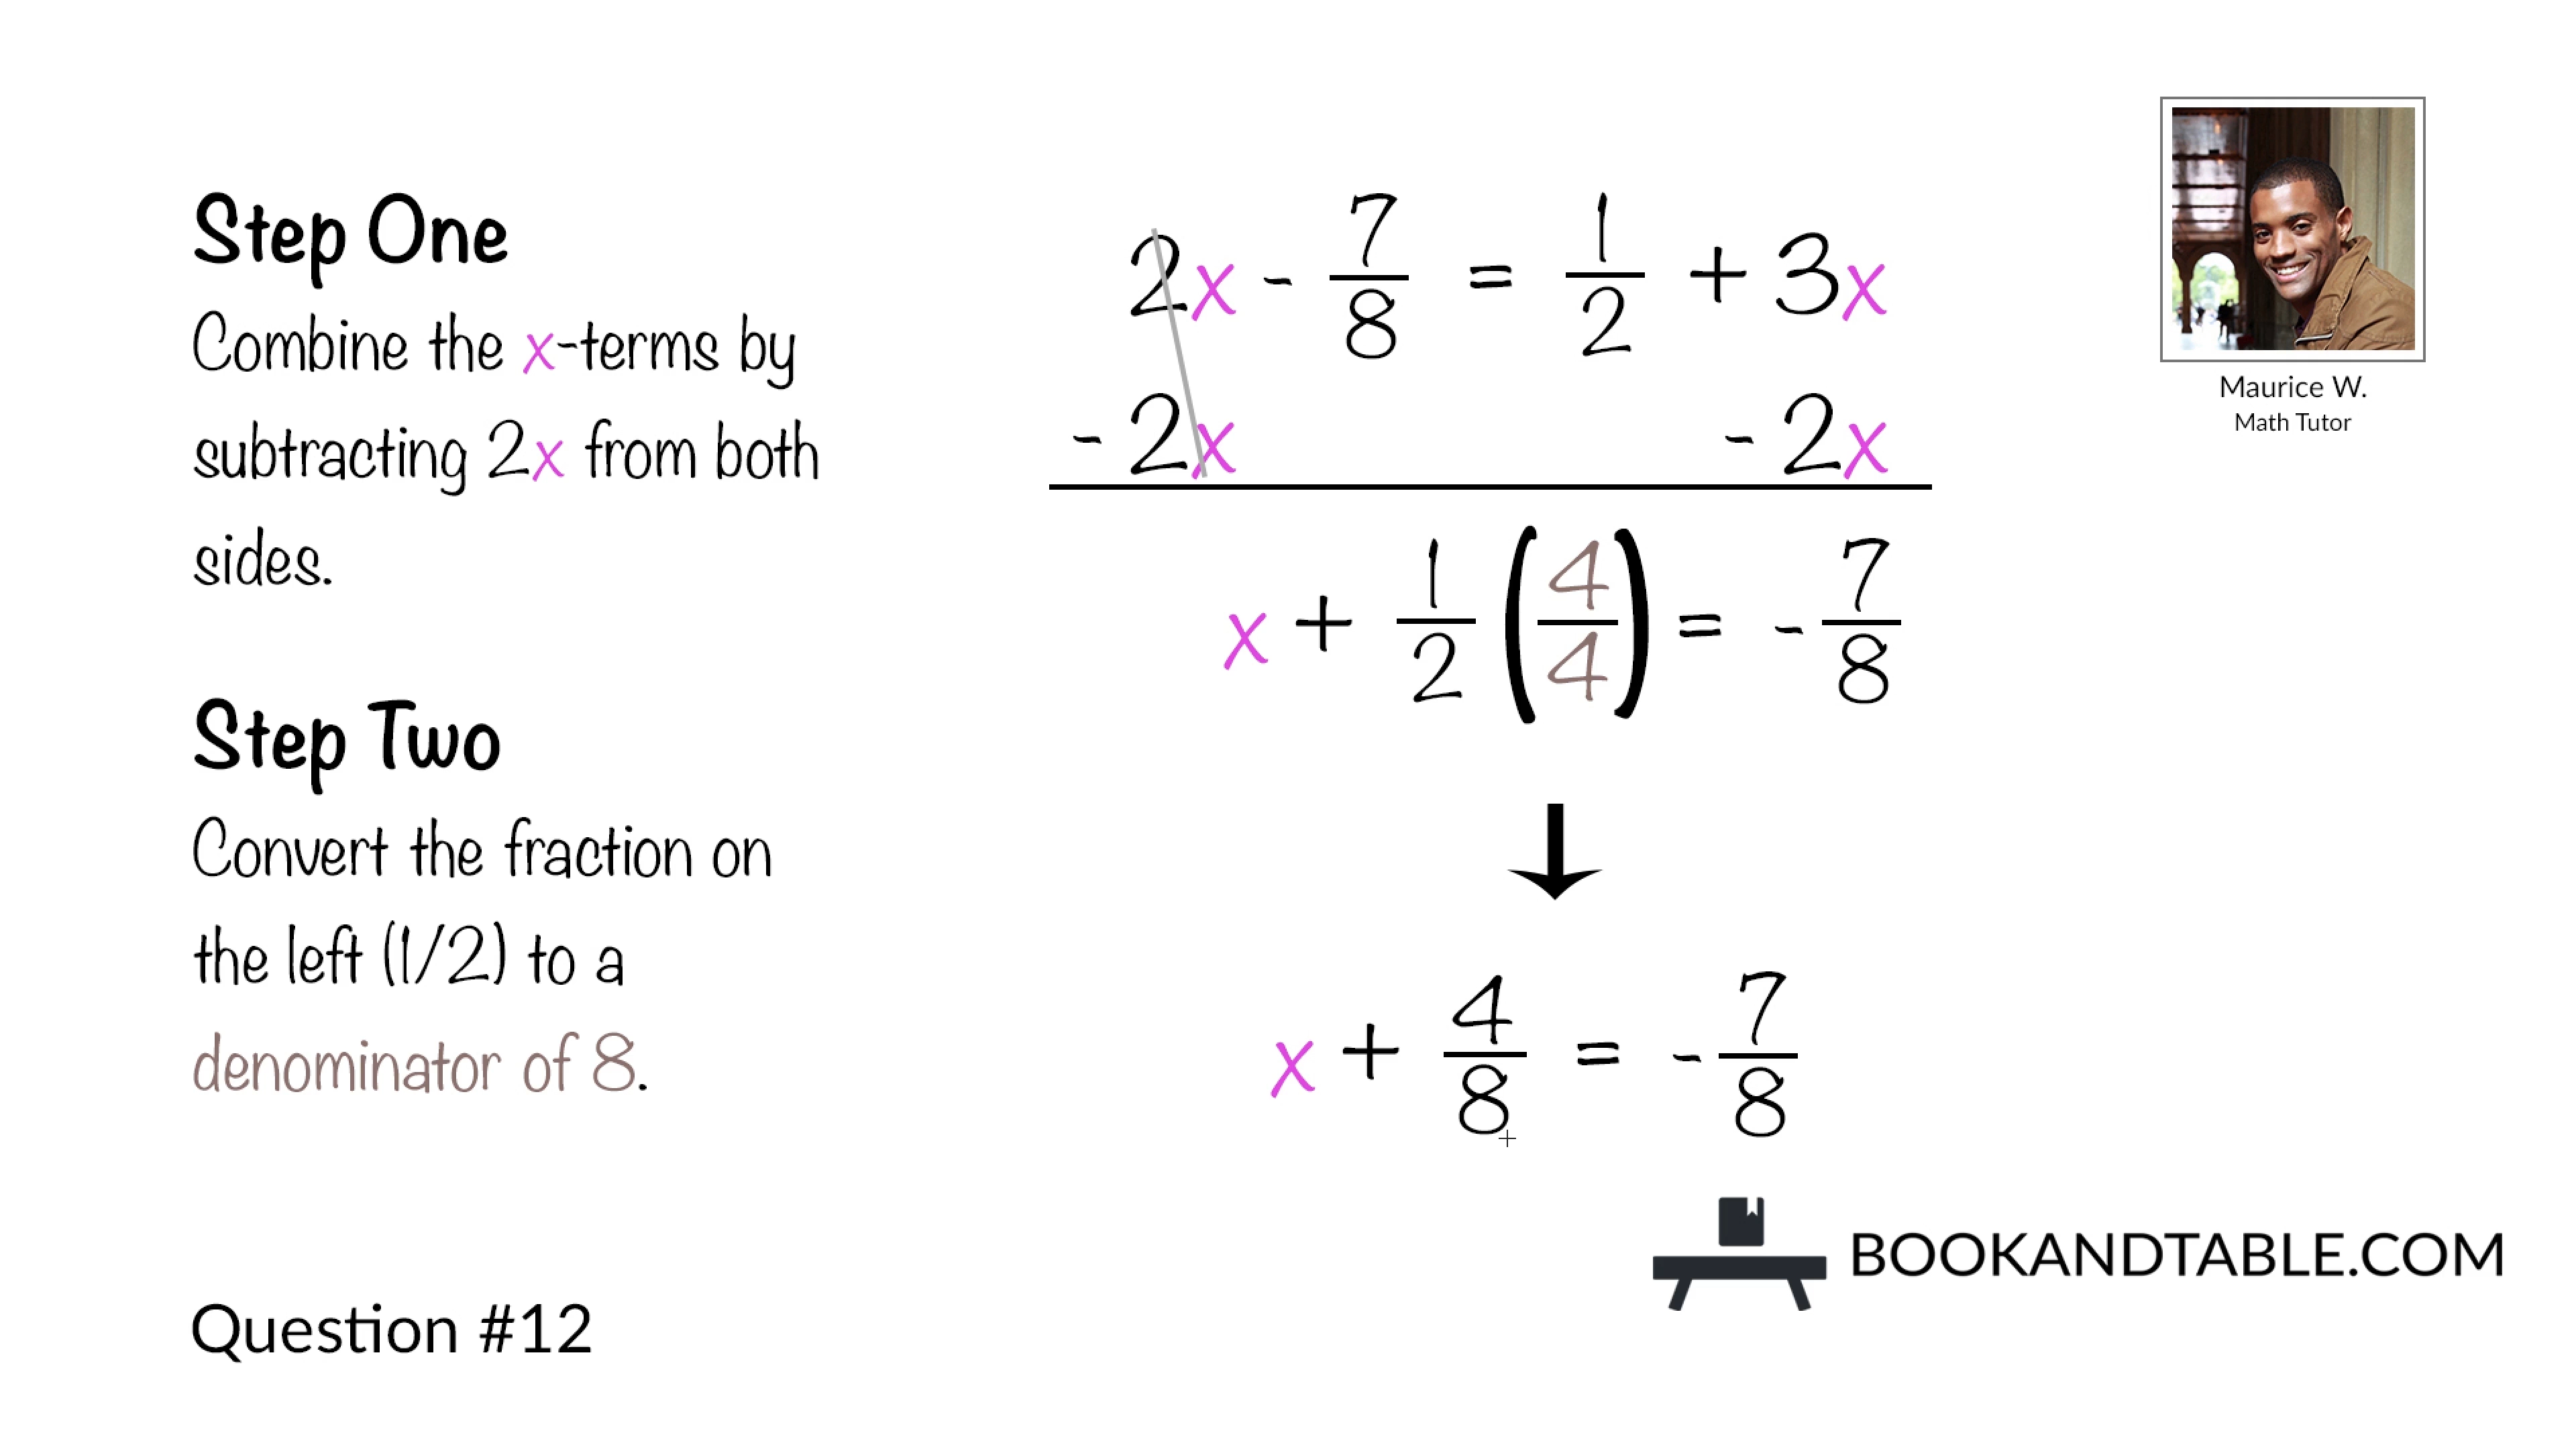 Step One
Combine the x-terms by
subtracting 2x from both
sides.
Step Two
Convert the fraction on
the left (1/2) to a
denominator of 8.
Question #12
2x - 7/8 = 1/2 + 3x
- 2x - 2x
x + 1/2 (4/4) = - 7/8
↓
x + 4/8 = - 7/8
Maurice W.
Math Tutor
BOOKANDTABLE.COM